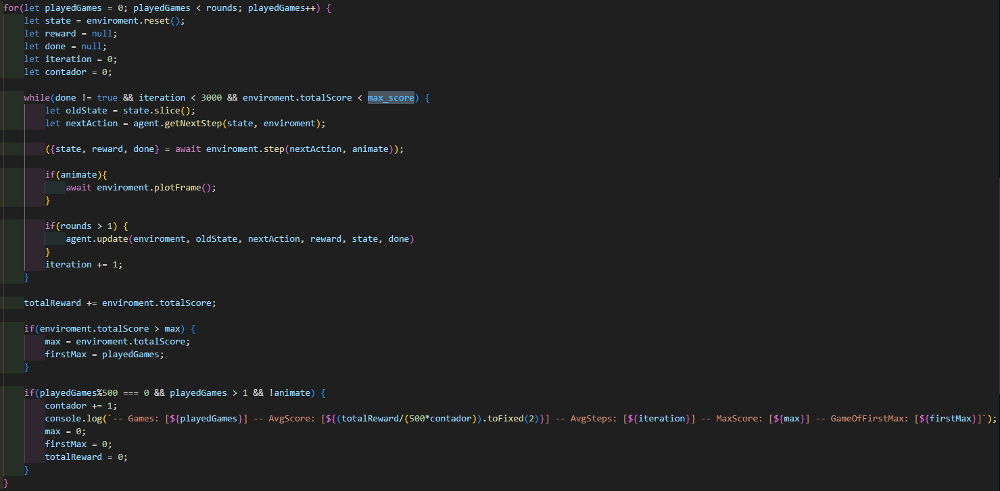 for(let playedGames = 0; playedGames < rounds; playedGames++) {
let state = enviroment.reset();
let reward = null;
let done = null;
let iteration = 0;
let contador = 0;
while(done != true && iteration < 3000 && enviroment.totalScore < max_score) {
let oldState = state.slice();
let nextAction = agent.getNextStep(state, enviroment);
({state, reward, done} = await enviroment.step(nextAction, animate));
if(animate){
await enviroment.plotFrame();
}
if(rounds > 1) {
agent.update(enviroment, oldState, nextAction, reward, state, done)
}
iteration += 1;
}
totalReward += enviroment.totalScore;
if(enviroment.totalScore > max) {
max = enviroment.totalScore;
firstMax = playedGames;
}
if(playedGames%500 === 0 && playedGames > 1 && !animate) {
contador += 1;
console.log(`-- Games: [${playedGames}] -- AvgScore: [${(totalReward/(500*contador)).toFixed(2)}] -- AvgSteps: [${iteration}] -- MaxScore: [${max}] -- GameOfFirstMax: [${firstMax}]`);
max = 0;
firstMax = 0;
totalReward = 0;
}
}